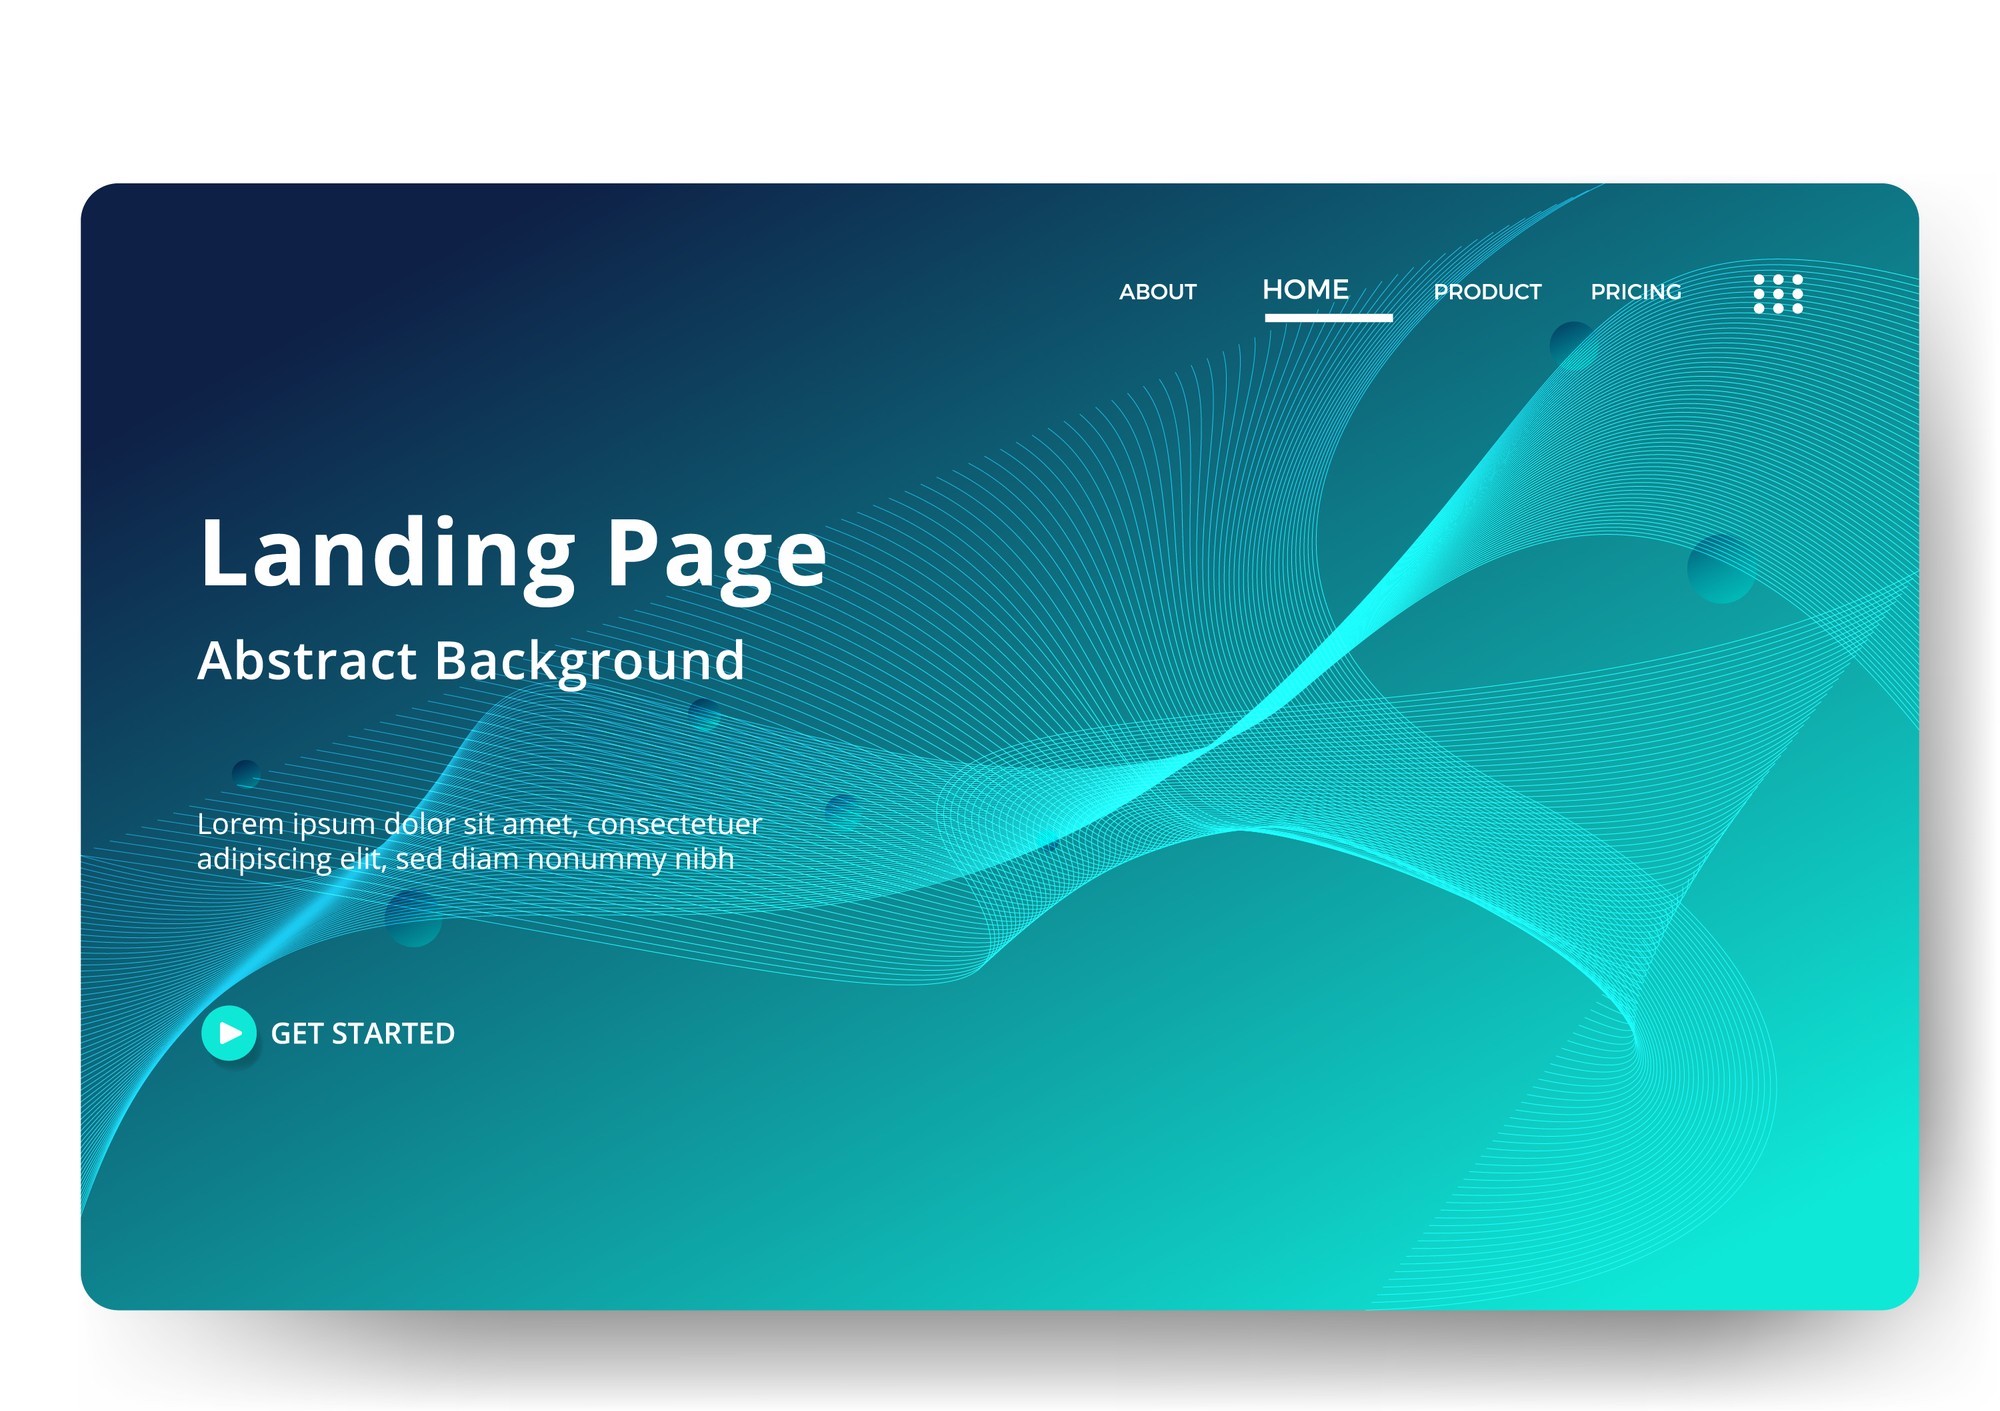 ABOUT HOME PRODUCT PRICING
Landing Page
Abstract Background
Lorem ipsum dolor sit amet, consectetuer
adipiscing elit, sed diam nonummy nibh
GET STARTED